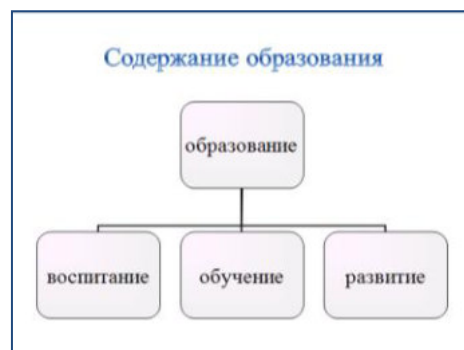 Содержание образования
образование
воспитание
обучение
развитие